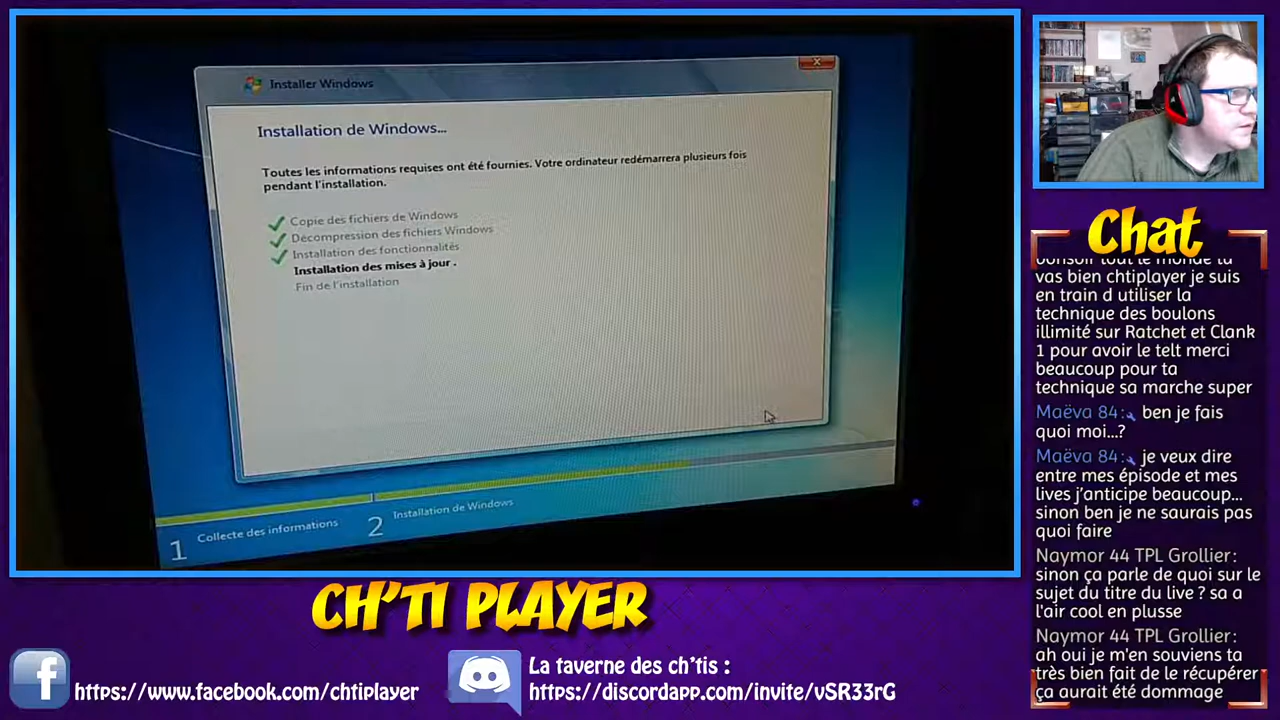 Installer Windows
Installation de Windows...
Toutes les informations requises ont été fournies. Votre ordinateur redémarrera plusieurs fois
pendant l'installation.
Copie des fichiers de Windows
Décompression des fichiers Windows
Installation des fonctionnalités
Installation des mises à jour .
Fin de l'installation
1 Collecte des informations
2 Installation de Windows
Chat
bonsoir tout le monde tu
vas bien chtiplayer je suis
en train d utiliser la
technique des boulons
illimité sur Ratchet et Clank
1 pour avoir le telt merci
beaucoup pour ta
technique sa marche super
Maëva 84: ben je fais
quoi moi...?
Maëva 84: je veux dire
entre mes épisode et mes
lives j'anticipe beaucoup...
sinon ben je ne saurais pas
quoi faire
Naymor 44 TPL Grollier:
sinon ça parle de quoi sur le
sujet du titre du live ? sa a
l'air cool en plusse
Naymor 44 TPL Grollier:
ah oui je m'en souviens ta
très bien fait de le récupérer
ça aurait été dommage
CH'TI PLAYER
https://www.facebook.com/chtiplayer
La taverne des ch'tis :
https://discordapp.com/invite/vSR33rG